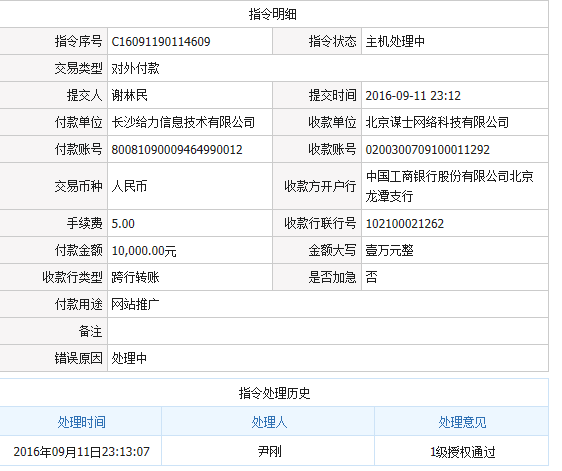 指令明细
指令序号 C16091190114609 指令状态 主机处理中
交易类型 对外付款
提交人 谢林民 提交时间 2016-09-11 23:12
付款单位 长沙给力信息技术有限公司 收款单位 北京谋士网络科技有限公司
付款账号 80081090009464990012 收款账号 0200300709100011292
交易币种 人民币 收款方开户行 中国工商银行股份有限公司北京
龙潭支行
手续费 5.00 收款行联行号 102100021262
付款金额 10,000.00元 金额大写 壹万元整
收款行类型 跨行转账 是否加急 否
付款用途 网站推广
备注
错误原因 处理中
指令处理历史
处理时间 处理人 处理意见
2016年09月11日23:13:07 尹刚 1级授权通过